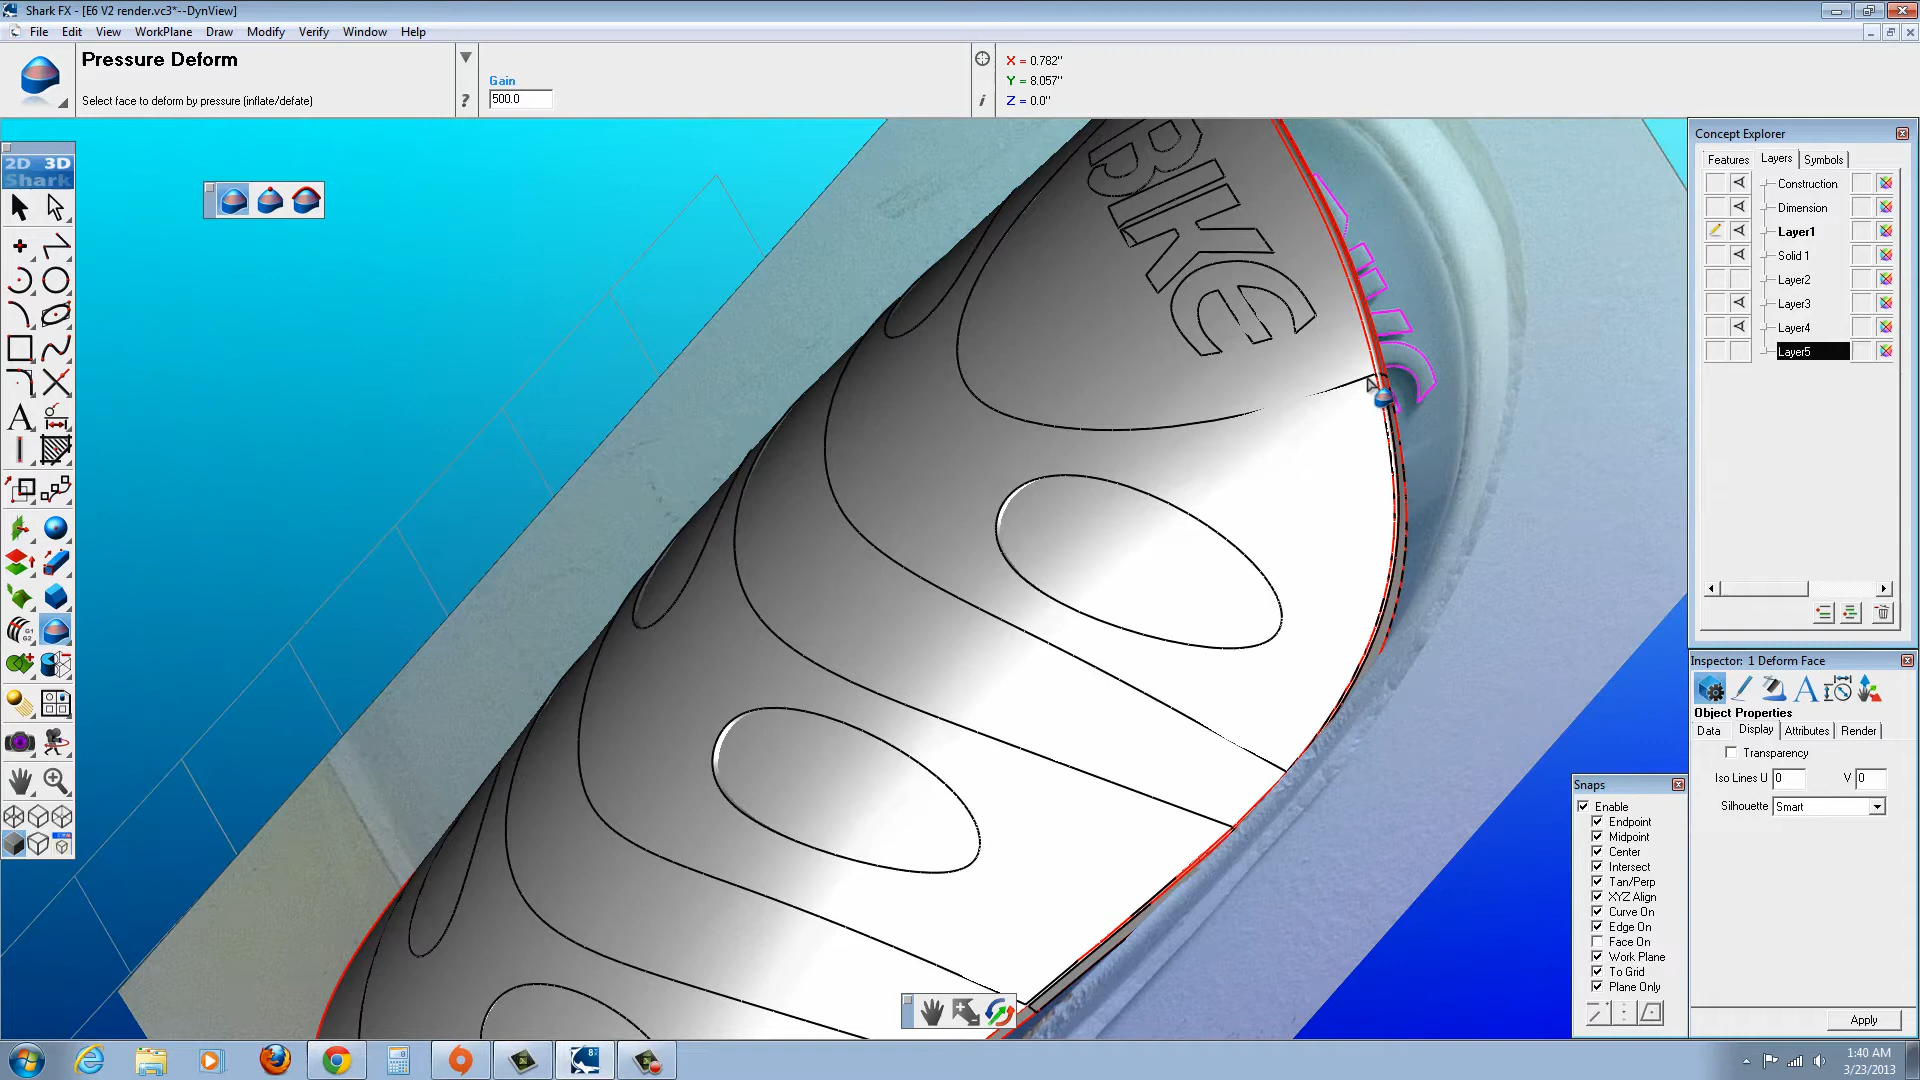 Shark FX - [E6 V2 render.vc3*--DynView]
File Edit View WorkPlane Draw Modify Verify Window Help
Pressure Deform
Select face to deform by pressure (inflate/defate)
?
Gain
500.0
i
X = 0.782"
Y = 8.057"
Z = 0.0"
2D 3D
Shark
A
G1
G2
BIKE
Concept Explorer
Features Layers Symbols
Construction
Dimension
Layer1
Solid 1
Layer2
Layer3
Layer4
Layer5
Inspector: 1 Deform Face
Object Properties
Data Display Attributes Render
Transparency
Iso Lines U 0 V 0
Silhouette Smart
Apply
Snaps
Enable
Endpoint
Midpoint
Center
Intersect
Tan/Perp
XYZ Align
Curve On
Edge On
Face On
Work Plane
To Grid
Plane Only
1:40 AM
3/23/2013